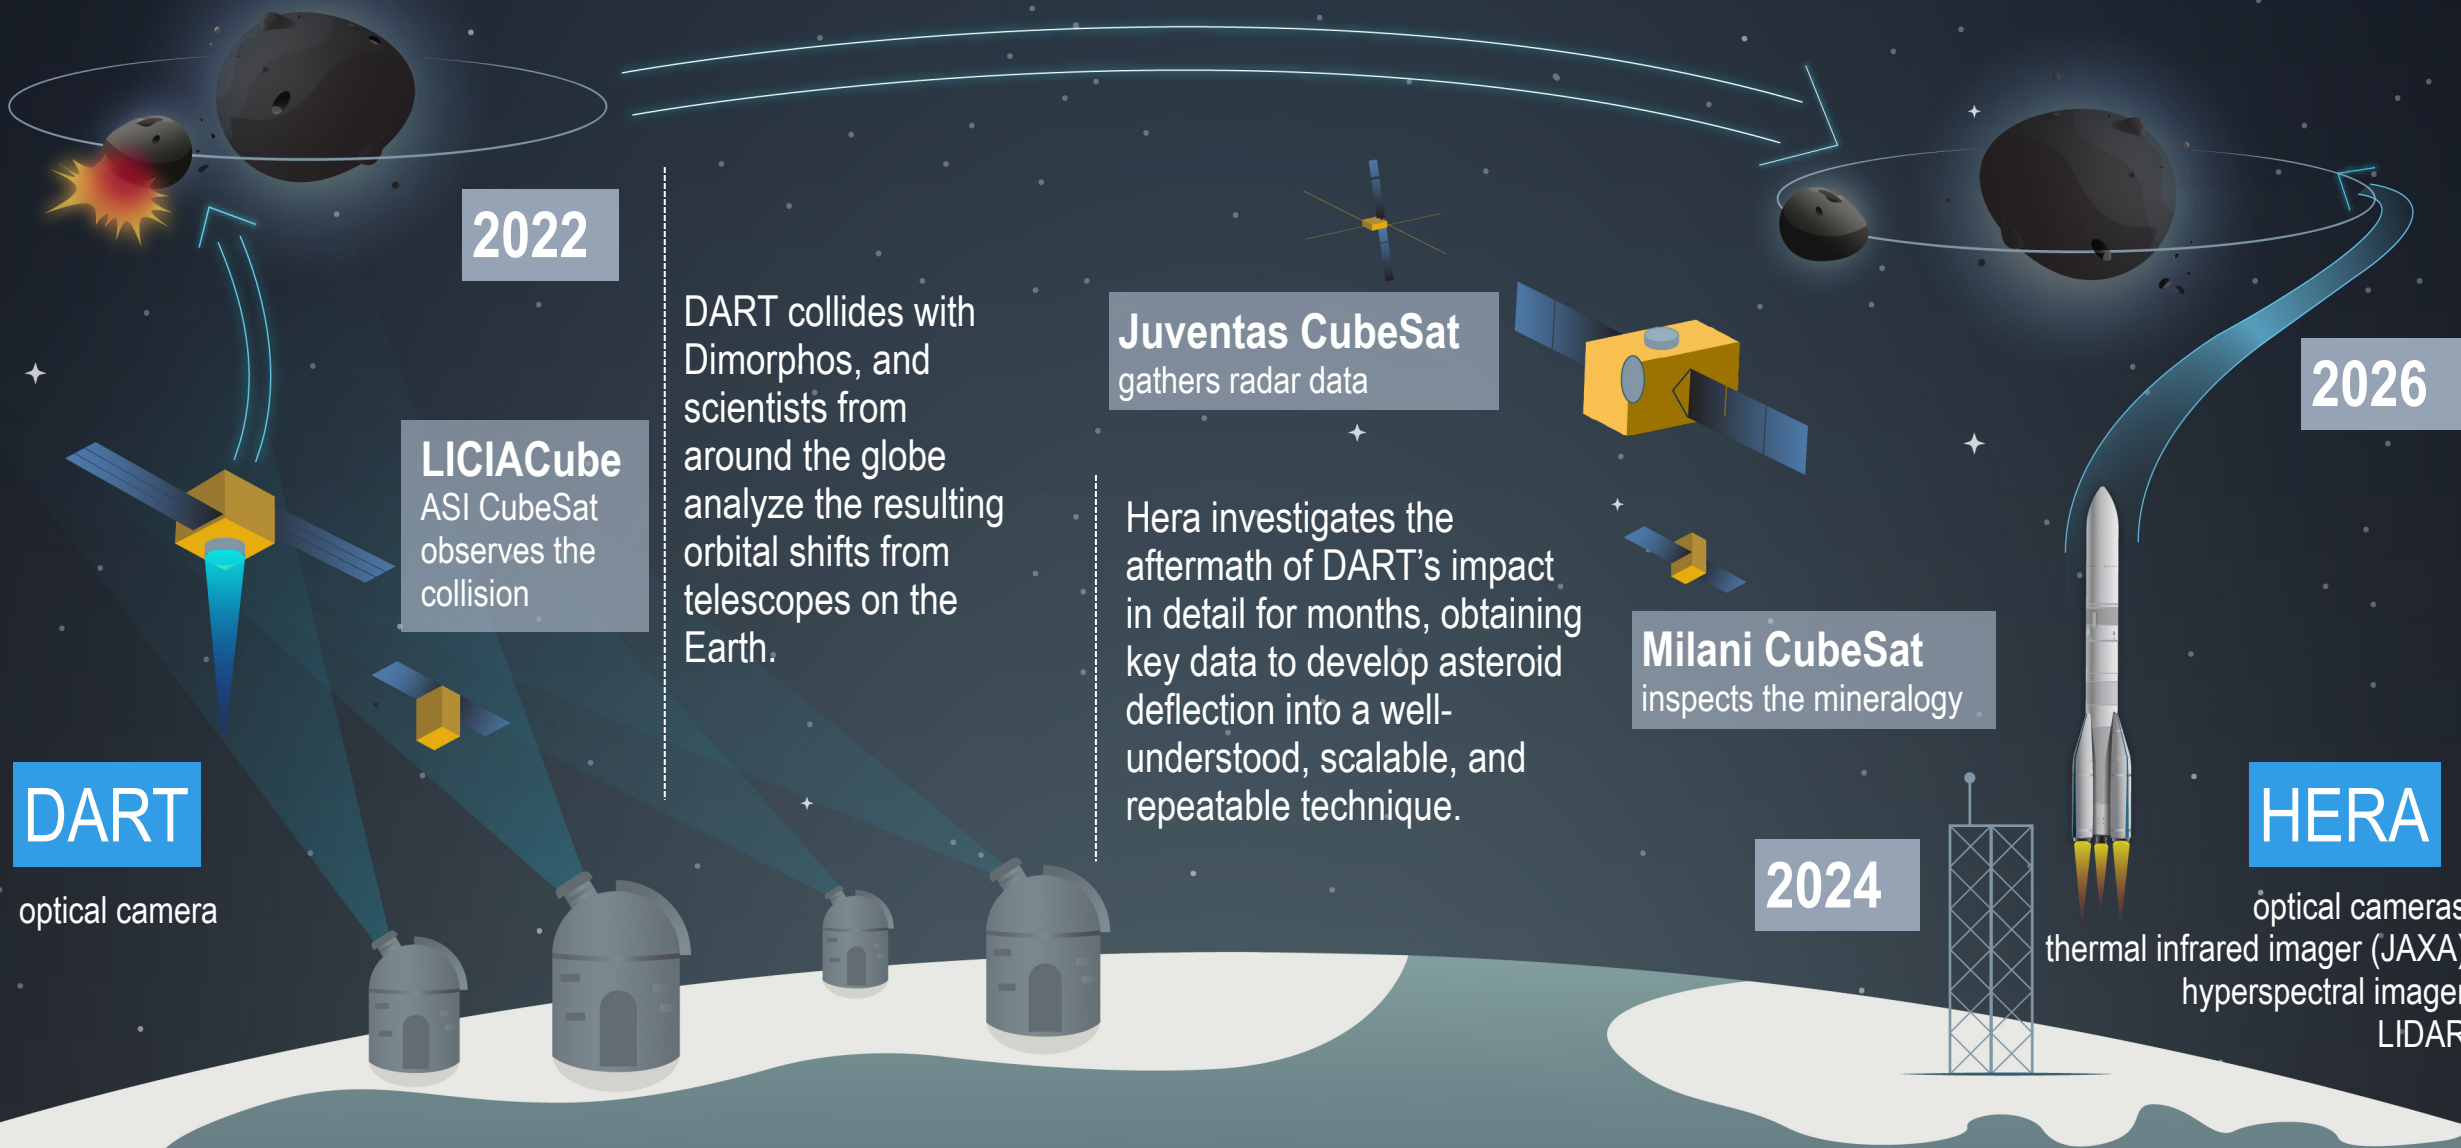 2022
LICIACube
ASI CubeSat
observes the
collision
DART
optical camera
DART collides with
Dimorphos, and
scientists from
around the globe
analyze the resulting
orbital shifts from
telescopes on the
Earth.
Juventas CubeSat
gathers radar data
Hera investigates the
aftermath of DART’s impact
in detail for months, obtaining
key data to develop asteroid
deflection into a well-
understood, scalable, and
repeatable technique.
Milani CubeSat
inspects the mineralogy
2026
2024
HERA
optical cameras
thermal infrared imager (JAXA)
hyperspectral imager
LIDAR